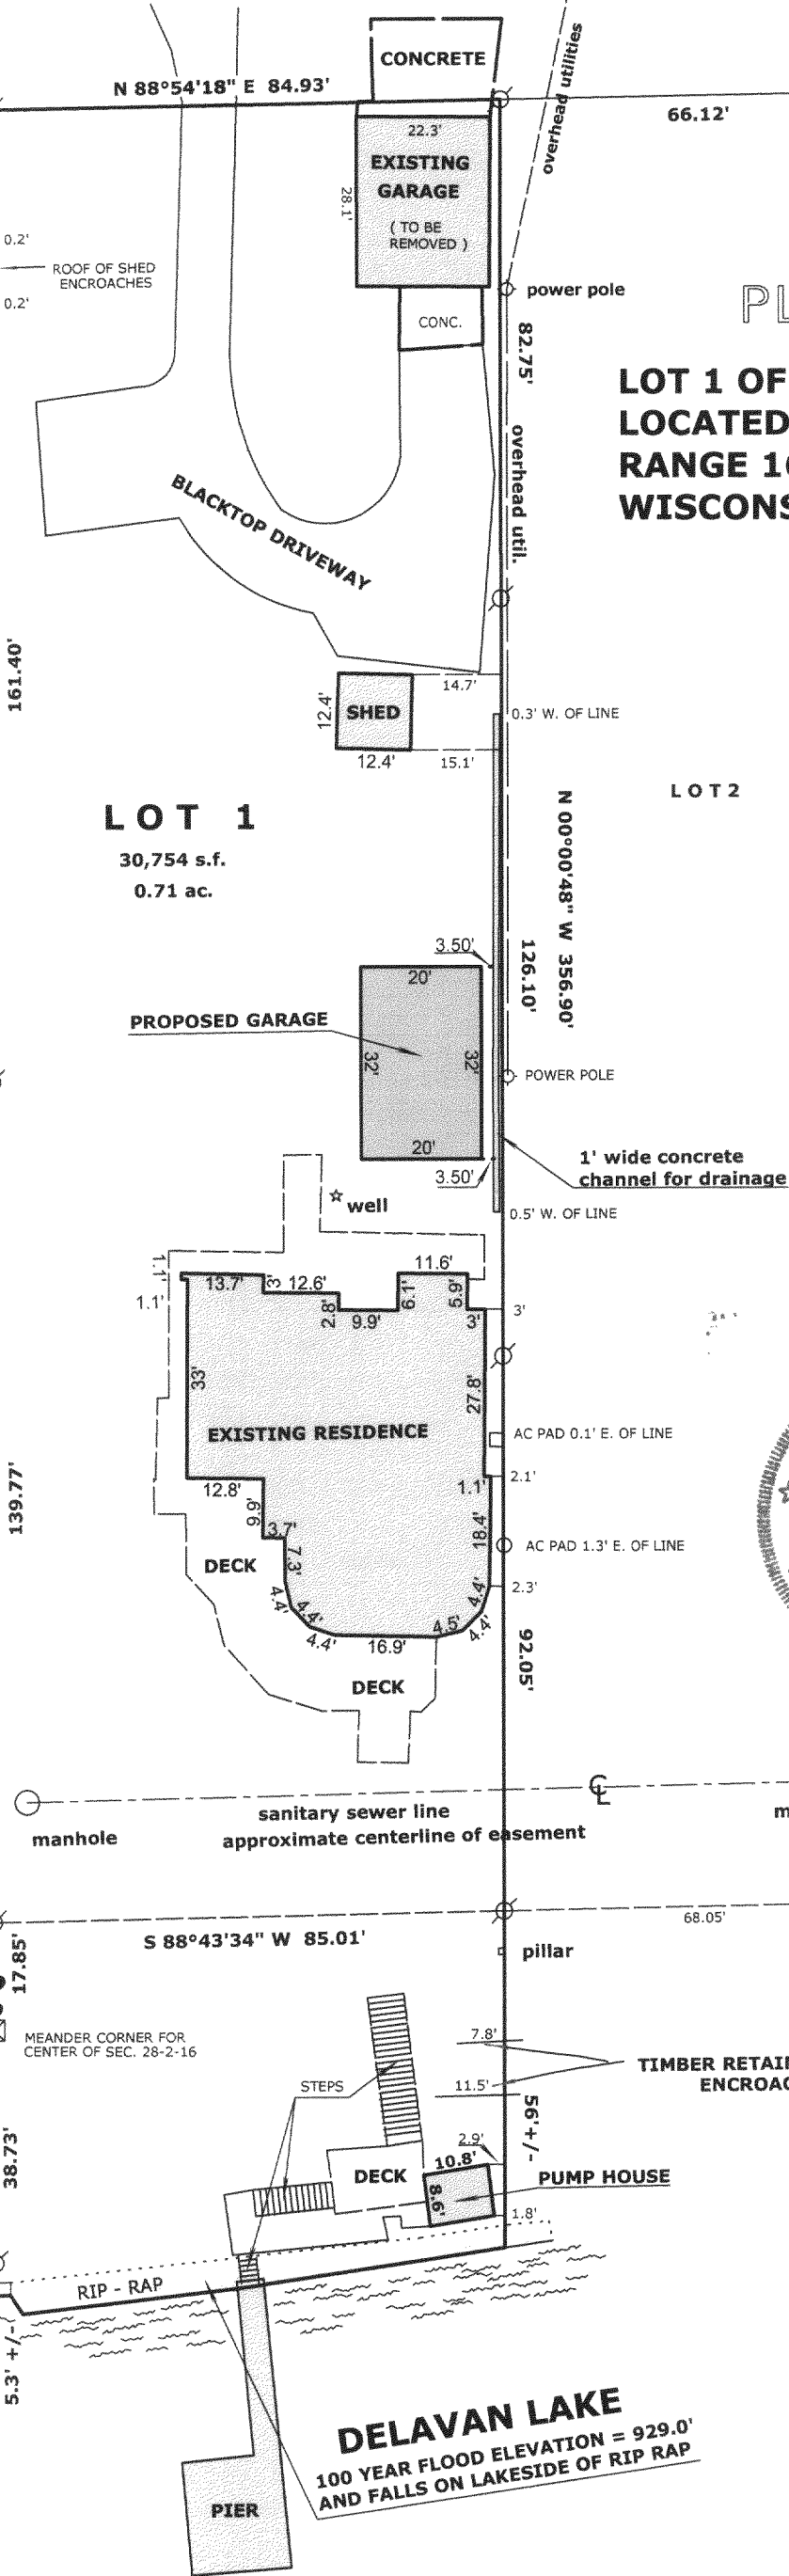 CONCRETE
overhead utilities
N 88°54'18" E 84.93'
66.12'
22.3'
EXISTING
GARAGE
28.1'
( TO BE
REMOVED )
0.2'
ROOF OF SHED
ENCROACHES
0.2'
power pole
CONC.
82.75'
LOT 1 OF
LOCATED
WISCONS
overhead util.
BLACKTOP DRIVEWAY
161.40'
14.7'
12.4'
SHED
0.3' W. OF LINE
12.4'
15.1'
LOT 2
LOT 1
30,754 s.f.
0.71 ac.
N 00°00'48" W 356.90'
126.10'
3.50'
20'
PROPOSED GARAGE
32'
32'
POWER POLE
20'
3.50'
1' wide concrete
channel for drainage
well
0.5' W. OF LINE
1.1'
13.7'
3'
12.6'
11.6'
1.1'
2.8'
9.9'
6.1'
5.9'
3'
3'
33'
27.8'
EXISTING RESIDENCE
AC PAD 0.1' E. OF LINE
139.77'
12.8'
1.1'
2.1'
9.9'
3.7'
7.3'
18.4'
AC PAD 1.3' E. OF LINE
DECK
4.4'
4.4'
4.4'
16.9'
4.5'
4.4'
4.4'
2.3'
92.05'
DECK
sanitary sewer line
manhole
approximate centerline of easement
S 88°43'34" W 85.01'
68.05'
17.85'
pillar
MEANDER CORNER FOR
CENTER OF SEC. 28-2-16
7.8'
TIMBER RETAI
ENCROAC
STEPS
11.5'
56'+/-
38.73'
2.9'
DECK
10.8'
8.6'
PUMP HOUSE
1.8'
RIP - RAP
5.3' +/-
DELAVAN LAKE
100 YEAR FLOOD ELEVATION = 929.0'
AND FALLS ON LAKESIDE OF RIP RAP
PIER